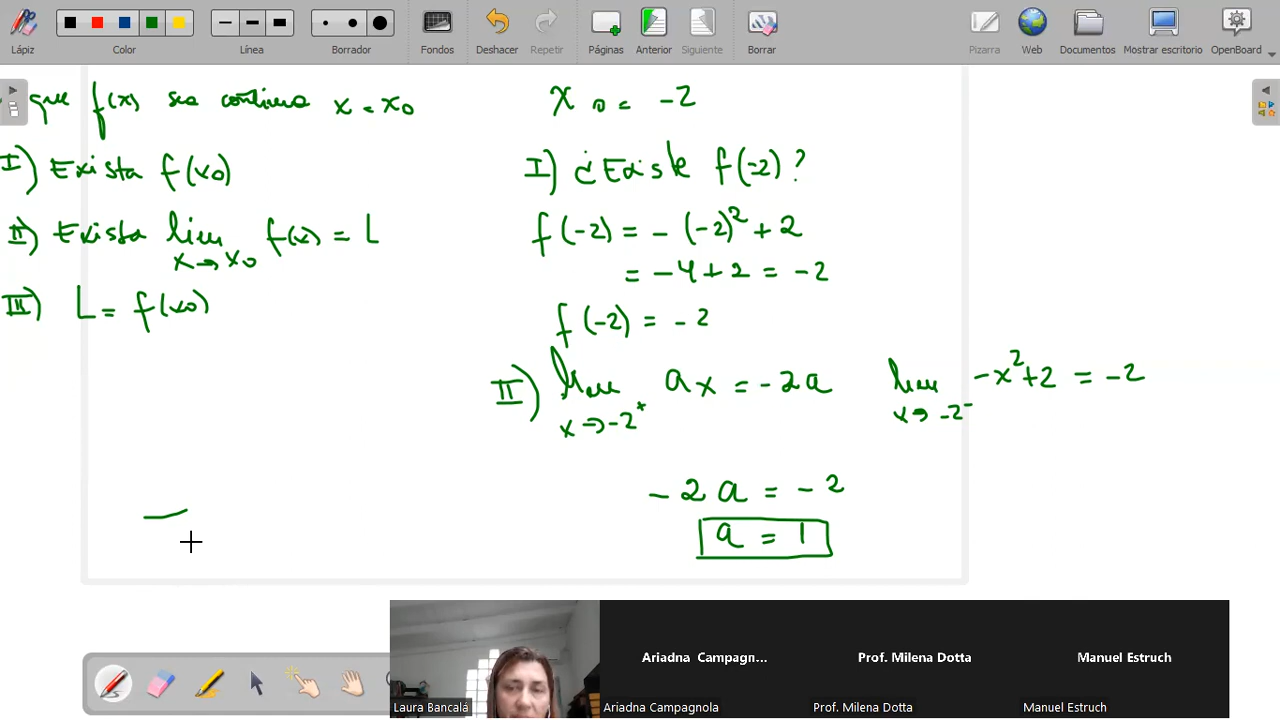 Lápiz Color Línea Borrador Fondos Deshacer Repetir Páginas Anterior Siguiente Borrar Pizarra Web Documentos Mostrar escritorio OpenBoard
que f(x) sea continua x = x0
I) Exista f(x0)
II) Exista lim f(x) = L
x→x0
III) L = f(x0)
x0 = -2
I) ¿Existe f(-2)?
f(-2) = -(-2)² + 2
= -4+2 = -2
f(-2) = -2
II) lim ax = -2a lim -x²+2 = -2
x→-2⁺ x→-2⁻
-2a = -2
a = 1
Ariadna Campagn... Prof. Milena Dotta Manuel Estruch
Laura Bancalá Ariadna Campagnola Prof. Milena Dotta Manuel Estruch